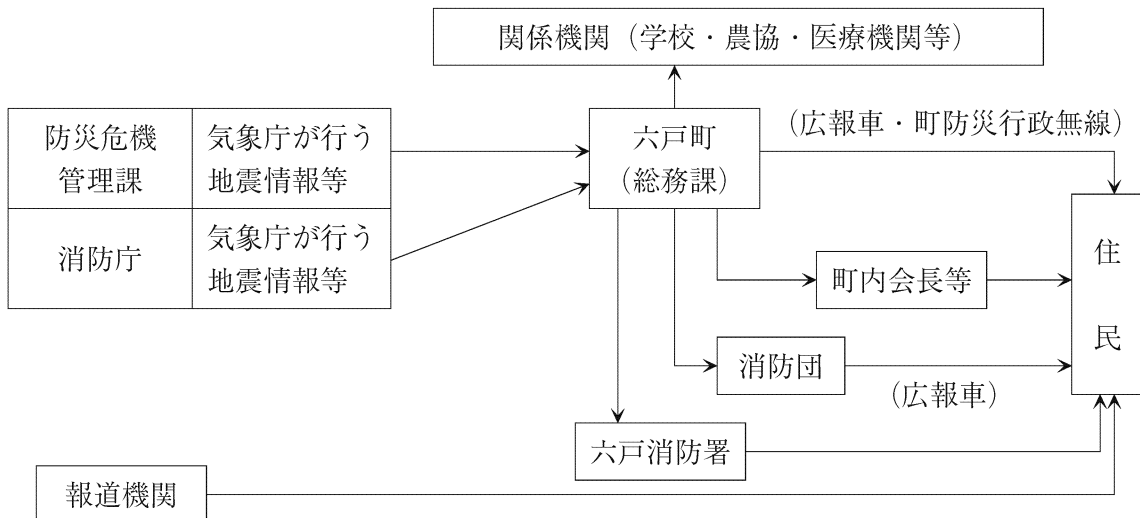 関係機関（学校・農協・医療機関等）
防災危機
管理課
気象庁が行う
地震情報等
六戸町
（総務課）
（広報車・町防災行政無線）
消防庁
気象庁が行う
地震情報等
住
民
町内会長等
消防団
（広報車）
六戸消防署
報道機関